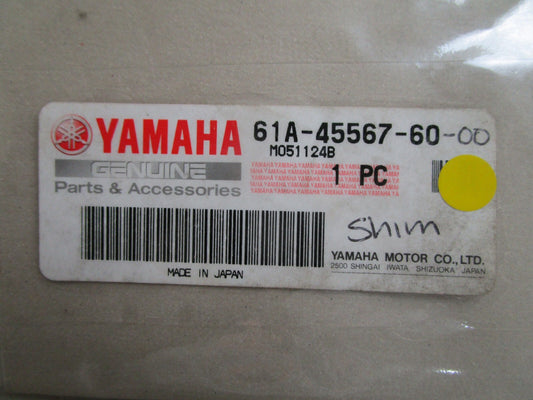 YAMAHA 61A-45567-60-00
M051124B
GENUINE
Parts & Accessories
1 PC
Shim
MADE IN JAPAN
YAMAHA MOTOR CO., LTD.
2500 SHINGAI IWATA SHIZUOKA JAPAN